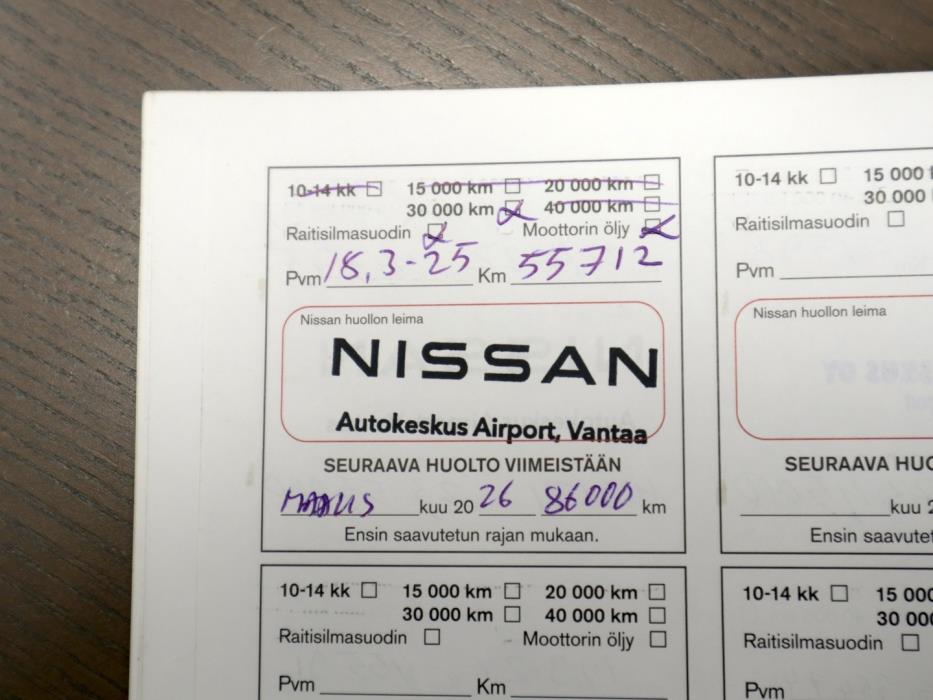 10-14 kk ☐ 15 000 km ☐ 20 000 km ☐
30 000 km ☒ 40 000 km ☐
Raitisilmasuodin ☒ Moottorin öljy ☒
Pvm 18.3-25 Km 55712
Nissan huollon leima
NISSAN
Autokeskus Airport, Vantaa
SEURAAVA HUOLTO VIIMEISTÄÄN
kuu 20 26 86000 km
Ensin saavutetun rajan mukaan.
10-14 kk ☐ 15 000
30 000
Raitisilmasuodin ☐
Pvm
Nissan huollon leima
SEURAAVA HUO
kuu 2
Ensin saavute
10-14 kk ☐ 15 000 km ☐ 20 000 km ☐
30 000 km ☐ 40 000 km ☐
Raitisilmasuodin ☐ Moottorin öljy ☐
Pvm Km
10-14 kk ☐ 15 000
30 000
Raitisilmasuodin ☐
Pvm